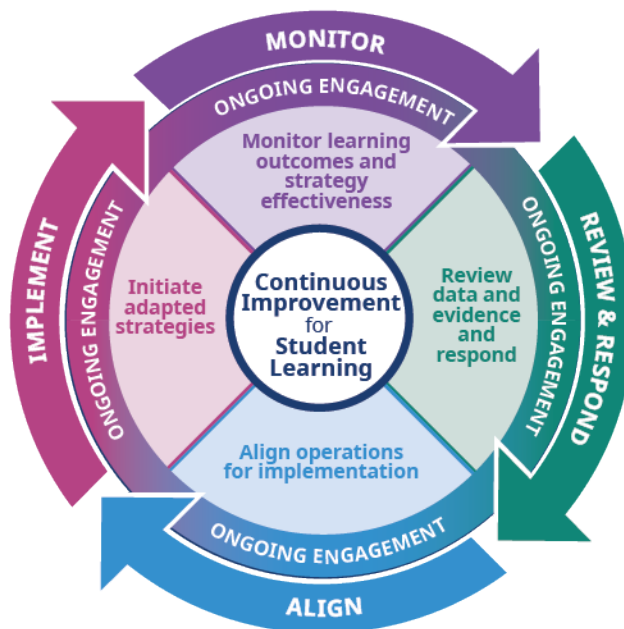 MONITOR
ONGOING ENGAGEMENT
Monitor learning
outcomes and
strategy
effectiveness
REVIEW & RESPOND
ONGOING ENGAGEMENT
Review
data and
evidence
and
respond
ALIGN
ONGOING ENGAGEMENT
Align operations
for implementation
IMPLEMENT
ONGOING ENGAGEMENT
Initiate
adapted
strategies
Continuous
Improvement
for
Student
Learning